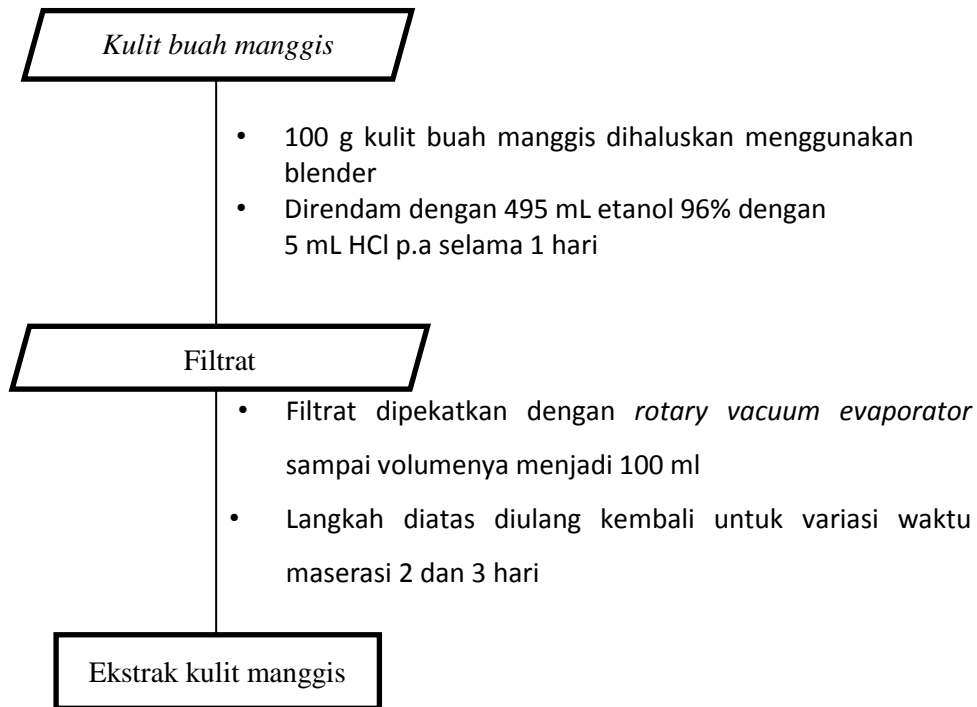 Kulit buah manggis
• 100 g kulit buah manggis dihaluskan menggunakan
blender
• Direndam dengan 495 mL etanol 96% dengan
5 mL HCl p.a selama 1 hari
Filtrat
• Filtrat dipekatkan dengan rotary vacuum evaporator
sampai volumenya menjadi 100 ml
• Langkah diatas diulang kembali untuk variasi waktu
maserasi 2 dan 3 hari
Ekstrak kulit manggis